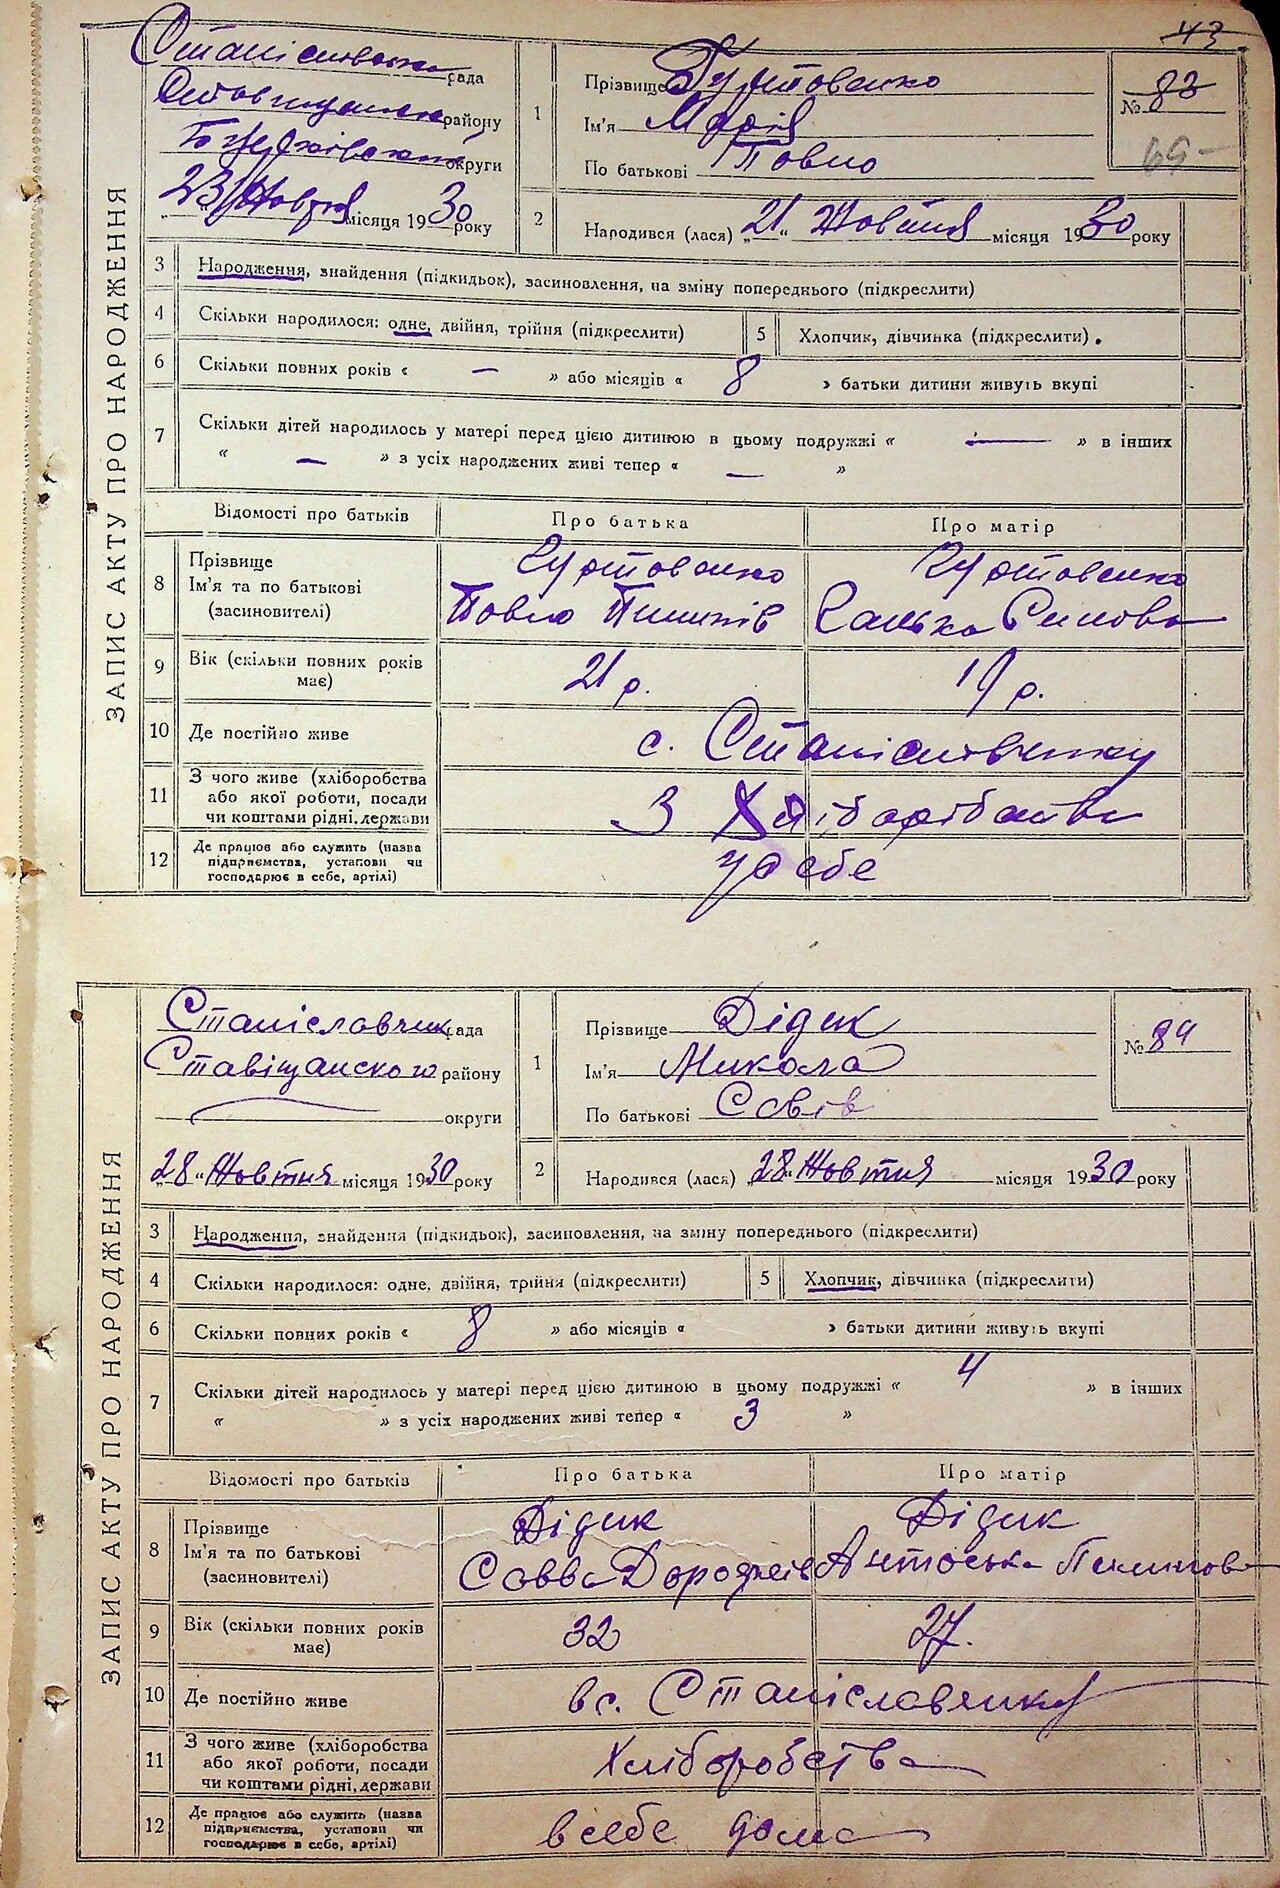 43
ЗАПИС АКТУ ПРО НАРОДЖЕННЯ
рада
району
округи
23 Жовтня місяця 1930 року
1
Прізвище Гуртовенко
Ім'я Марія
По батькові Павло
№ 83
69
2
Народився (лася) „21" Жовтня місяця 1930 року
3
Народження, знайдення (підкидьок), засиновлення, на зміну попереднього (підкреслити)
4
Скільки народилося: одне, двійня, трійня (підкреслити)
5
Хлопчик, дівчинка (підкреслити).
6
Скільки повних років « — » або місяців « 8 » батьки дитини живуть вкупі
7
Скільки дітей народилось у матері перед цією дитиною в цьому подружжі « — » в інших
« — » з усіх народжених живі тепер « — »
Відомості про батьків
Про батька
Про матір
8
Прізвище
Ім'я та по батькові
(засиновителі)
Гуртовенко
Павло
Гуртовенко
Ганька
9
Вік (скільки повних років
має)
21 р.
19 р.
10
Де постійно живе
с.
11
З чого живе (хліборобства
або якої роботи, посади
чи коштами рідні, держави
З
12
Де працює або служить (назва
підприємства, установи чи
господарює в себе, артілі)
у себе
ЗАПИС АКТУ ПРО НАРОДЖЕННЯ
Станіславчик рада
Ставіщанского району
округи
„28" Жовтня місяця 1930 року
1
Прізвище Дідик
Ім'я Микола
По батькові Савів
№ 84
2
Народився (лася) „28" Жовтня місяця 1930 року
3
Народження, знайдення (підкидьок), засиновлення, на зміну попереднього (підкреслити)
4
Скільки народилося: одне, двійня, трійня (підкреслити)
5
Хлопчик, дівчинка (підкреслити)
6
Скільки повних років « 8 » або місяців « » батьки дитини живуть вкупі
7
Скільки дітей народилось у матері перед цією дитиною в цьому подружжі « 4 » в інших
« » з усіх народжених живі тепер « 3 »
Відомості про батьків
Про батька
Про матір
8
Прізвище
Ім'я та по батькові
(засиновителі)
Дідик
Савва
Дідик
Антоська
9
Вік (скільки повних років
має)
32
27.
10
Де постійно живе
в с.
11
З чого живе (хліборобства
або якої роботи, посади
чи коштами рідні, держави
Хліборобства
12
Де працює або служить (назва
підприємства, установи чи
господарює в себе, артілі)
в себе дома